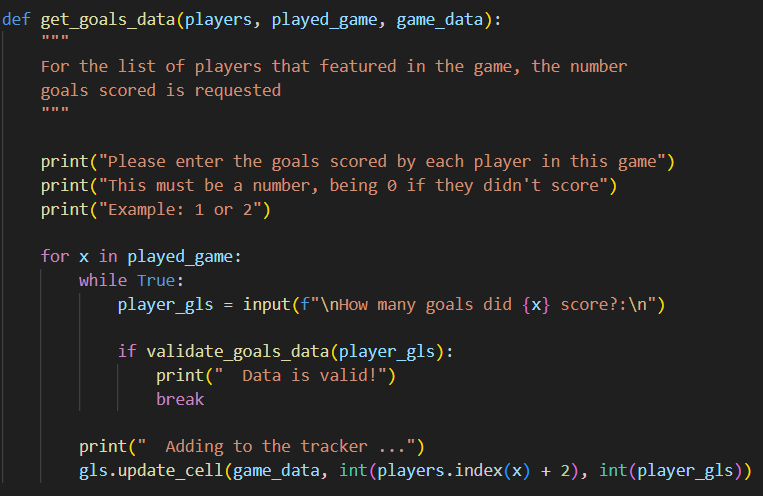 def get_goals_data(players, played_game, game_data):
    """
    For the list of players that featured in the game, the number
    goals scored is requested
    """

    print("Please enter the goals scored by each player in this game")
    print("This must be a number, being 0 if they didn't score")
    print("Example: 1 or 2")

    for x in played_game:
        while True:
            player_gls = input(f"\nHow many goals did {x} score?:\n")

            if validate_goals_data(player_gls):
                print("  Data is valid!")
                break

        print("  Adding to the tracker ...")
        gls.update_cell(game_data, int(players.index(x) + 2), int(player_gls))